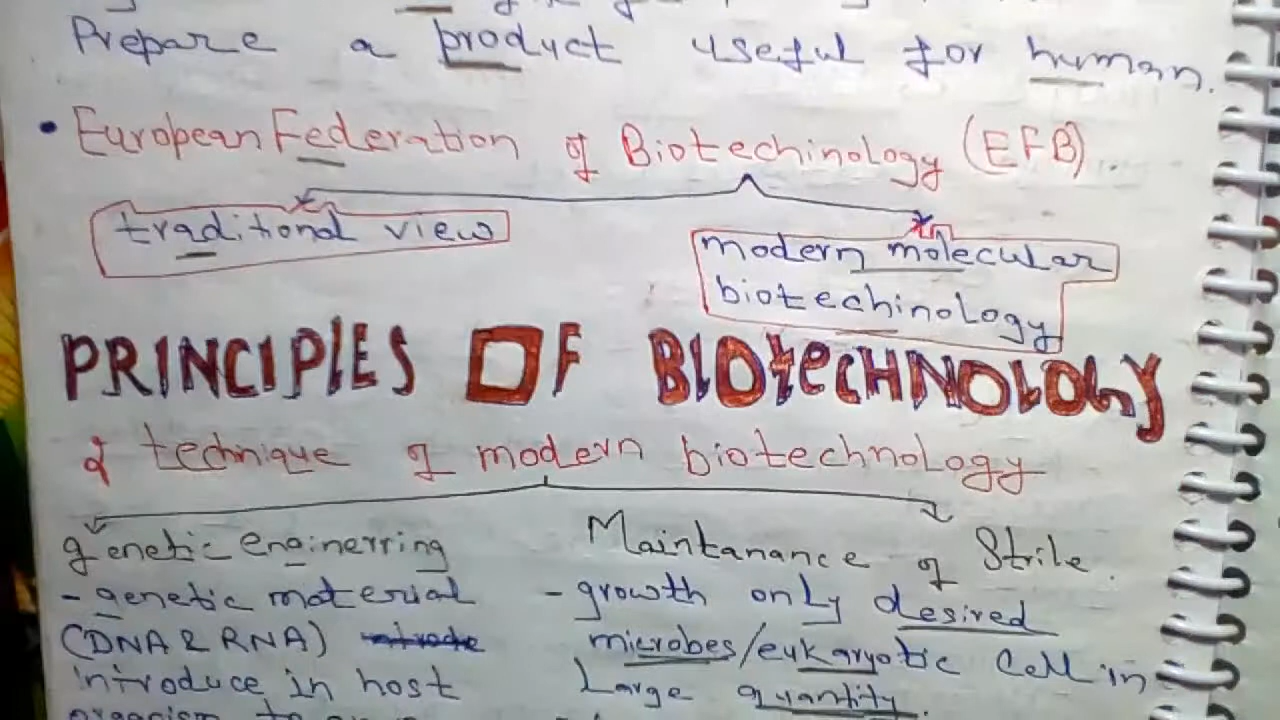 Prepare a product useful for human.
• European Federation of Biotechinology (EFB).
traditional view
modern molecular
biotechinology
PRINCIPLES OF BIOtECHNOLOGY
& technique of modern biotechnology
genetic enginerring
- genetic material
(DNA & RNA)
introduce in host
Maintanance of Strile.
- growth only desired
microbes/eukaryotic cell in
Large quantity.